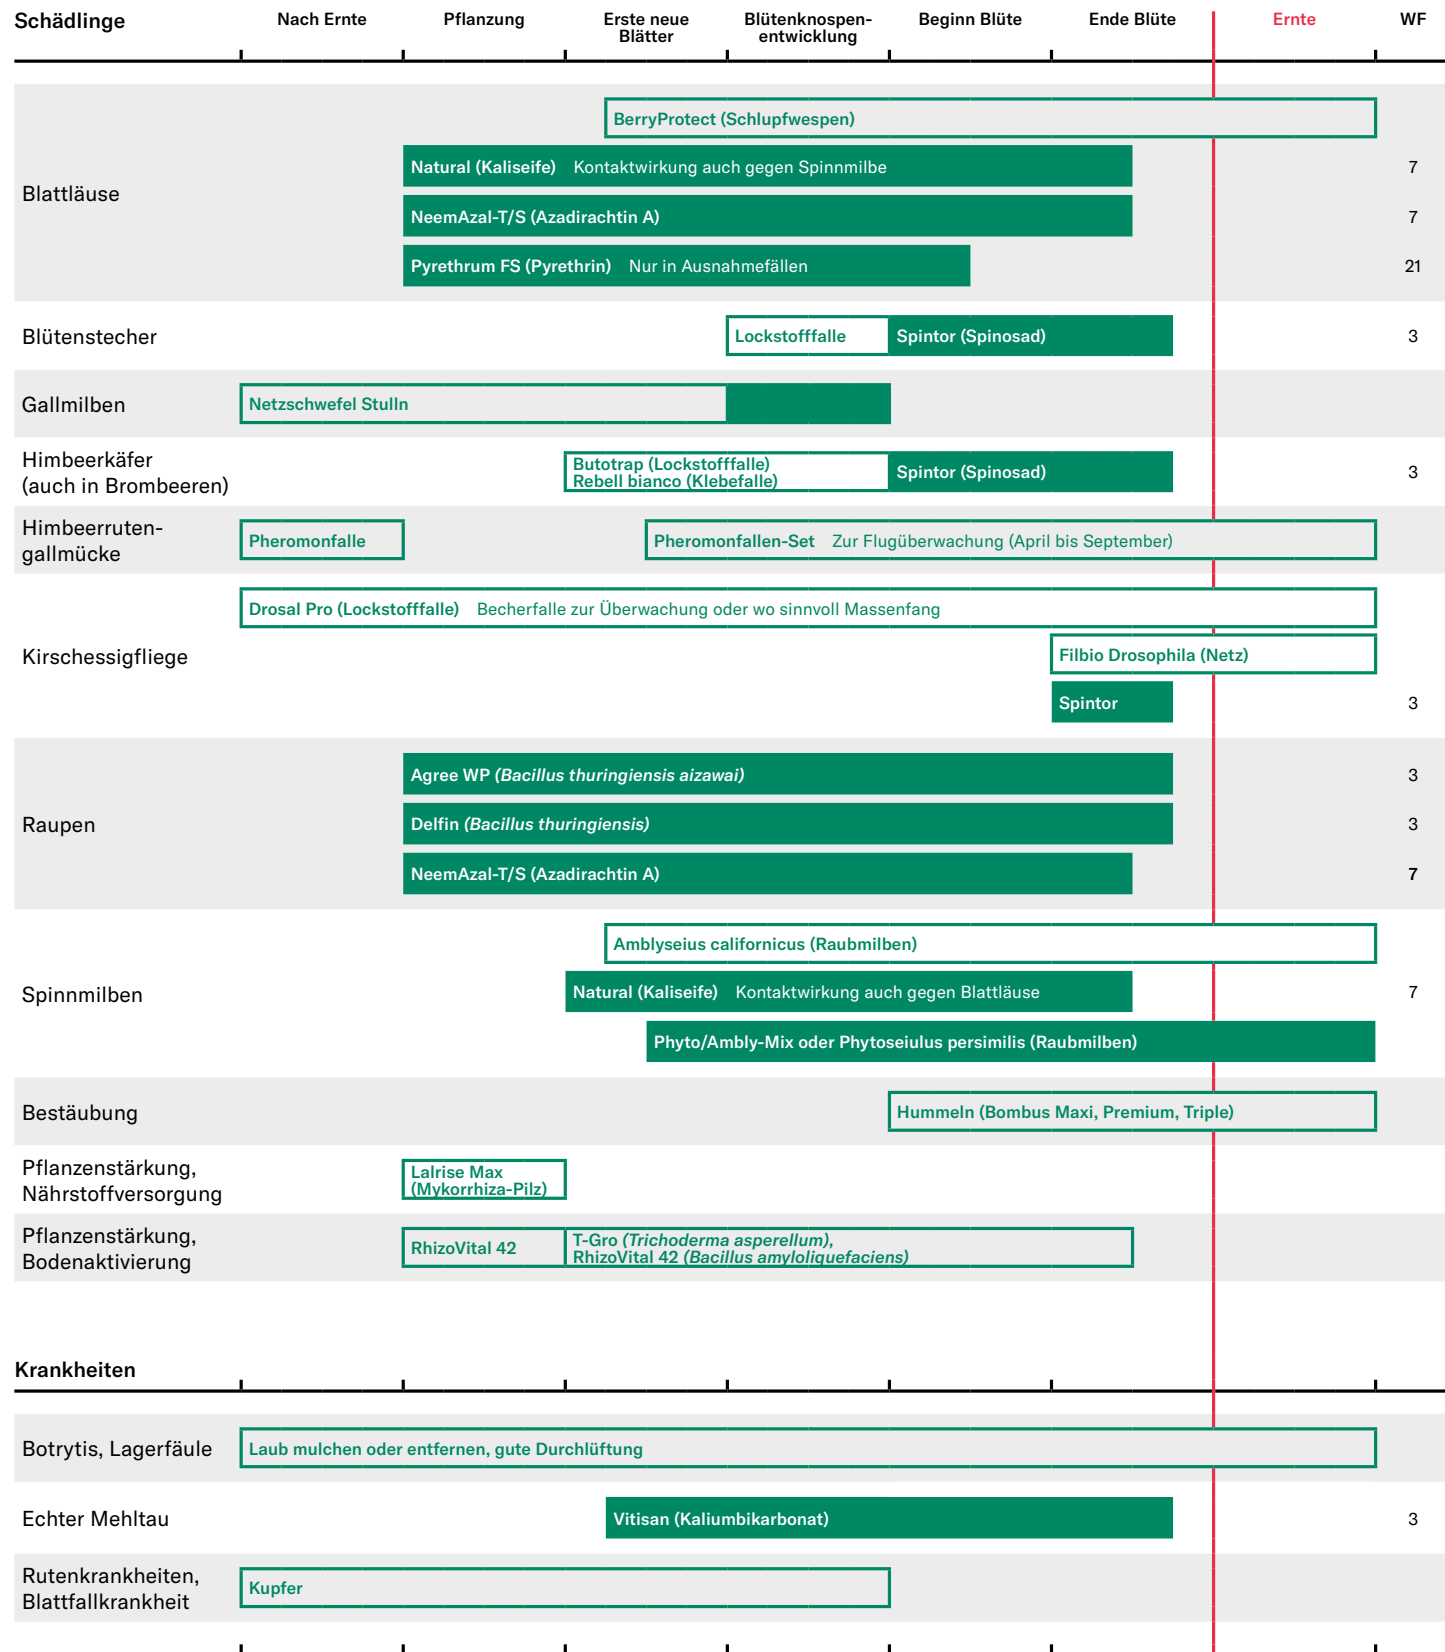 Schädlinge
Nach Ernte
Pflanzung
Erste neue
Blätter
Blütenknospen-
entwicklung
Beginn Blüte
Ende Blüte
Ernte
WF
Blattläuse
BerryProtect (Schlupfwespen)
Natural (Kaliseife) Kontaktwirkung auch gegen Spinnmilbe
7
NeemAzal-T/S (Azadirachtin A)
7
Pyrethrum FS (Pyrethrin) Nur in Ausnahmefällen
21
Blütenstecher
Lockstofffalle
Spintor (Spinosad)
3
Gallmilben
Netzschwefel Stulln
Himbeerkäfer
(auch in Brombeeren)
Butotrap (Lockstofffalle)
Rebell bianco (Klebefalle)
Spintor (Spinosad)
3
Himbeerruten-
gallmücke
Pheromonfalle
Pheromonfallen-Set Zur Flugüberwachung (April bis September)
Kirschessigfliege
Drosal Pro (Lockstofffalle) Becherfalle zur Überwachung oder wo sinnvoll Massenfang
Filbio Drosophila (Netz)
Spintor
3
Raupen
Agree WP (Bacillus thuringiensis aizawai)
3
Delfin (Bacillus thuringiensis)
3
NeemAzal-T/S (Azadirachtin A)
7
Spinnmilben
Amblyseius californicus (Raubmilben)
Natural (Kaliseife) Kontaktwirkung auch gegen Blattläuse
7
Phyto/Ambly-Mix oder Phytoseiulus persimilis (Raubmilben)
Bestäubung
Hummeln (Bombus Maxi, Premium, Triple)
Pflanzenstärkung,
Nährstoffversorgung
Lalrise Max
(Mykorrhiza-Pilz)
Pflanzenstärkung,
Bodenaktivierung
RhizoVital 42
T-Gro (Trichoderma asperellum),
RhizoVital 42 (Bacillus amyloliquefaciens)
Krankheiten
Botrytis, Lagerfäule
Laub mulchen oder entfernen, gute Durchlüftung
Echter Mehltau
Vitisan (Kaliumbikarbonat)
3
Rutenkrankheiten,
Blattfallkrankheit
Kupfer